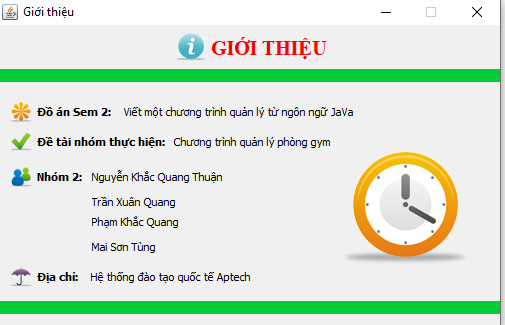 Giới thiệu
GIỚI THIỆU
Đồ án Sem 2: Viết một chương trình quản lý từ ngôn ngữ JaVa
Đề tài nhóm thực hiện: Chương trình quản lý phòng gym
Nhóm 2: Nguyễn Khắc Quang Thuận
Trần Xuân Quang
Phạm Khắc Quang
Mai Sơn Tùng
Địa chỉ: Hệ thống đào tạo quốc tế Aptech